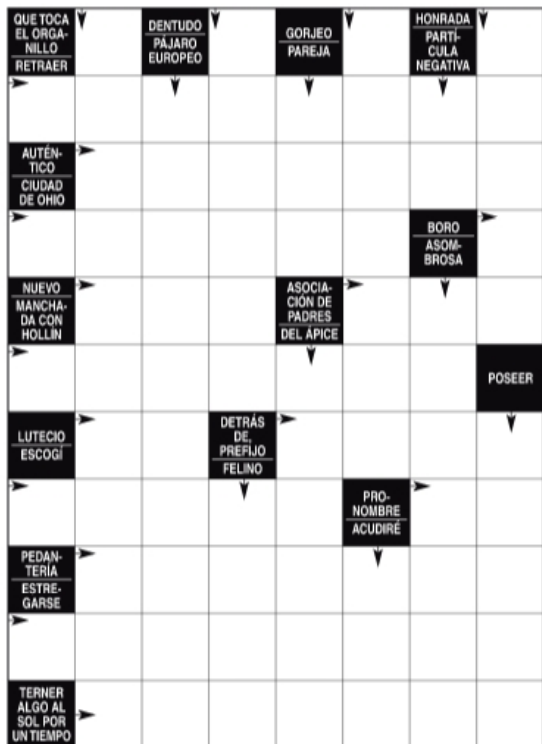 QUE TOCA
EL ORGA-
NILLO
RETRAER
DENTUDO
PÁJARO
EUROPEO
GORJEO
PAREJA
HONRADA
PARTÍ-
CULA
NEGATIVA
AUTÉN-
TICO
CIUDAD
DE OHIO
BORO
ASOM-
BROSA
NUEVO
MANCHA-
DA CON
HOLLÍN
ASOCIA-
CIÓN DE
PADRES
DEL ÁPICE
POSEER
LUTECIO
ESCOGÍ
DETRÁS
DE,
PREFIJO
FELINO
PRO-
NOMBRE
ACUDIRÉ
PEDAN-
TERÍA
ESTRE-
GARSE
TERNER
ALGO AL
SOL POR
UN TIEMPO